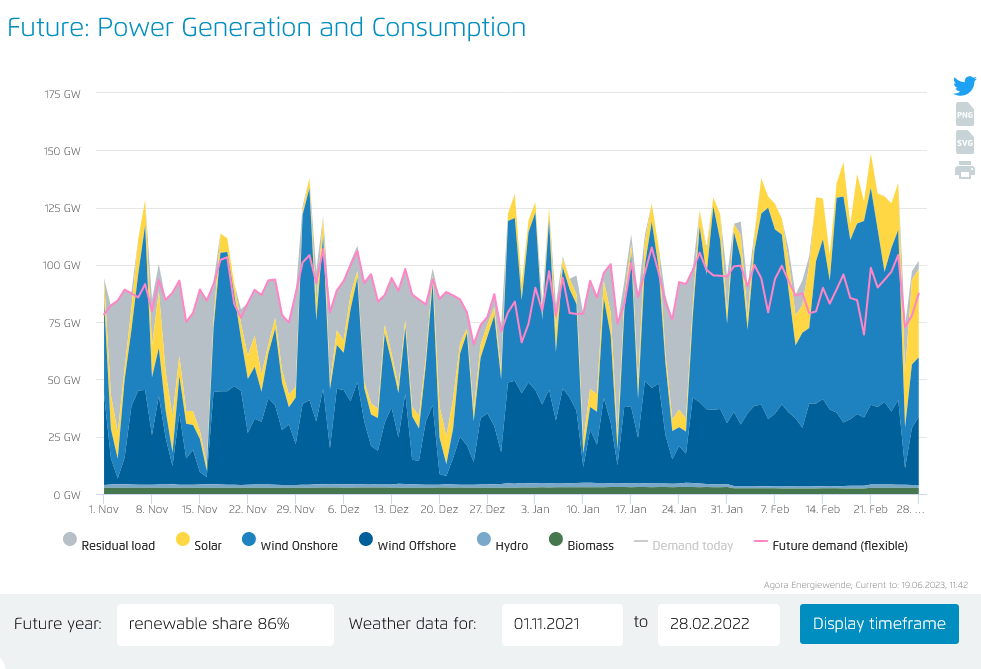 Future: Power Generation and Consumption
175 GW
150 GW
125 GW
100 GW
75 GW
50 GW
25 GW
0 GW
1. Nov 8. Nov 15. Nov 22. Nov 29. Nov 6. Dez 13. Dez 20. Dez 27. Dez 3. Jan 10. Jan 17. Jan 24. Jan 31. Jan 7. Feb 14. Feb 21. Feb 28. ...
Residual load Solar Wind Onshore Wind Offshore Hydro Biomass Demand today Future demand (flexible)
PNG
SVG
Agora Energiewende; Current to: 19.06.2023, 11:42
Future year: renewable share 86% Weather data for: 01.11.2021 to 28.02.2022 Display timeframe